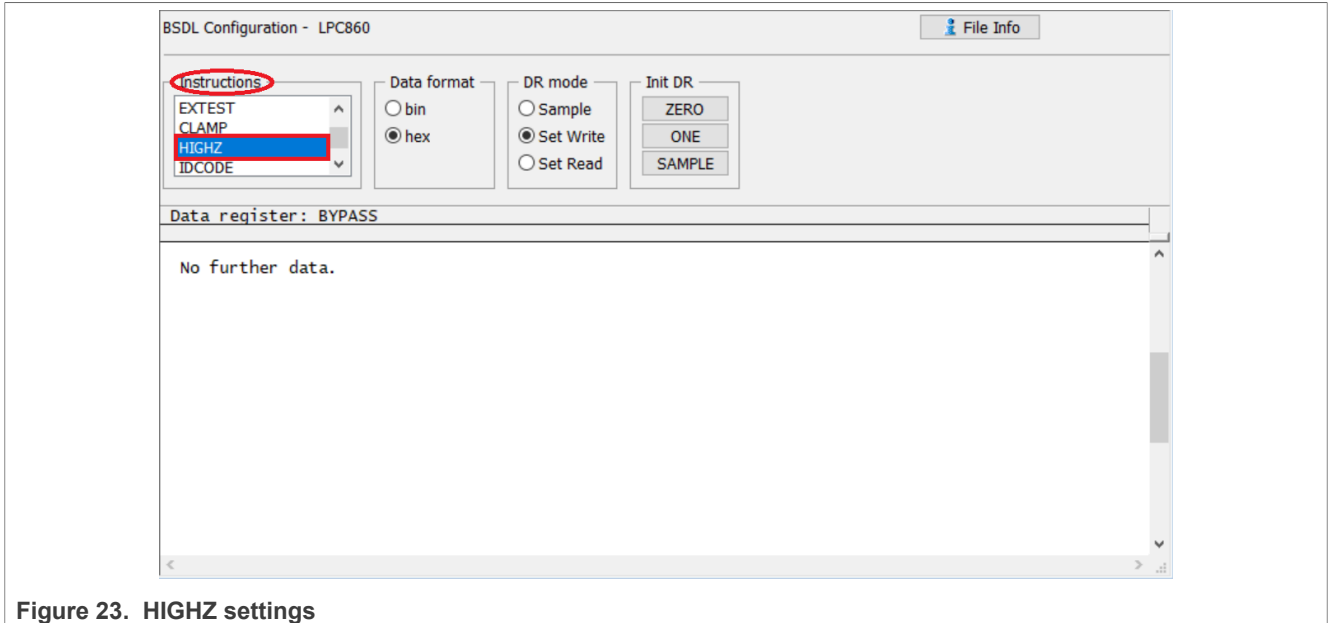 BSDL Configuration - LPC860
File Info
Instructions
EXTEST
CLAMP
HIGHZ
IDCODE
Data format
bin
hex
DR mode
Sample
Set Write
Set Read
Init DR
ZERO
ONE
SAMPLE
Data register: BYPASS
No further data.
Figure 23. HIGHZ settings